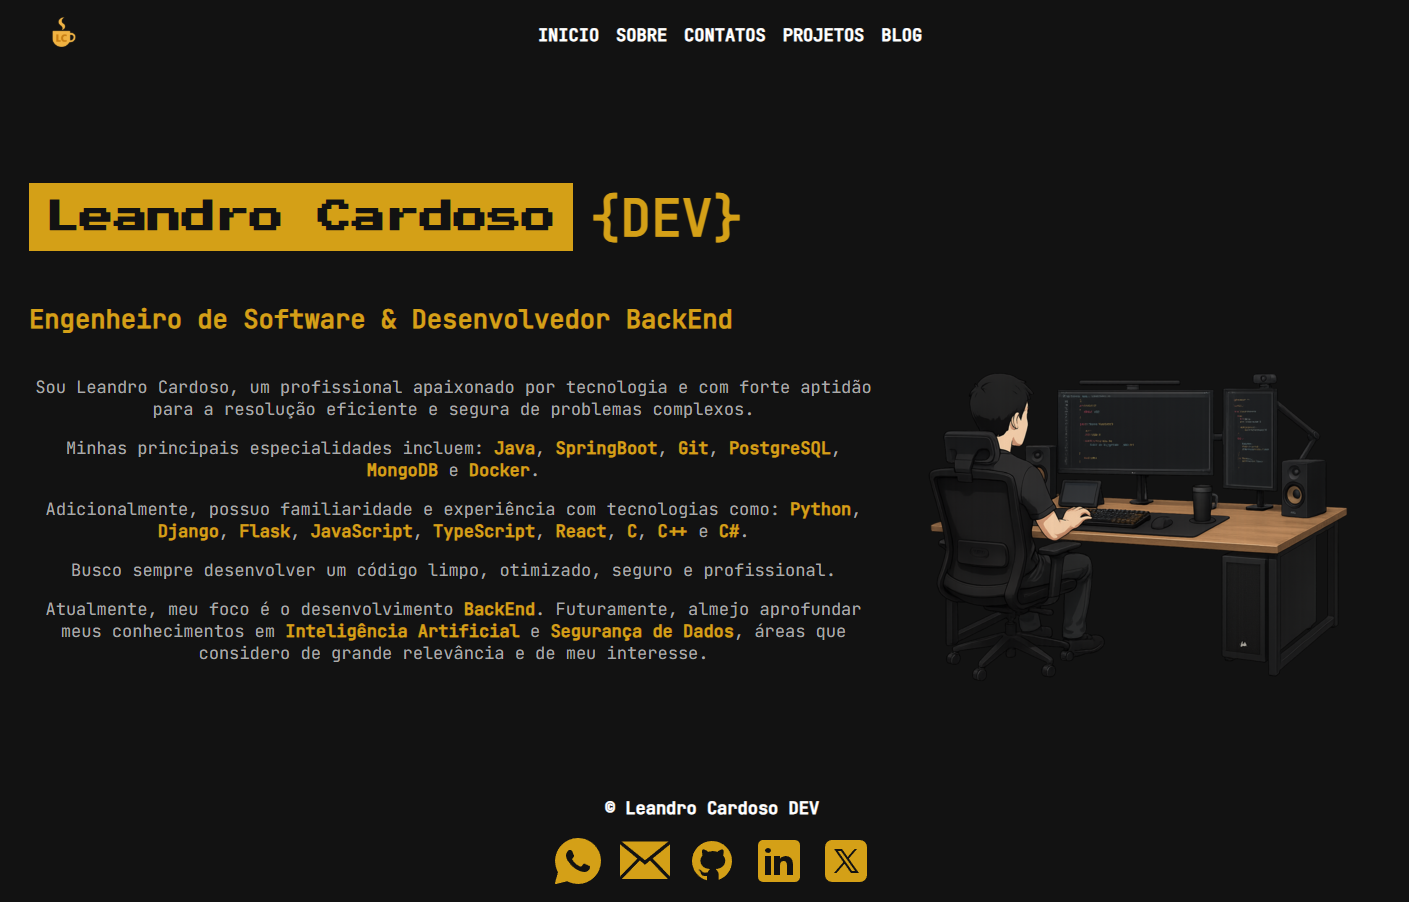 LC
INICIO SOBRE CONTATOS PROJETOS BLOG
Leandro Cardoso {DEV}
Engenheiro de Software & Desenvolvedor BackEnd
Sou Leandro Cardoso, um profissional apaixonado por tecnologia e com forte aptidão
para a resolução eficiente e segura de problemas complexos.
Minhas principais especialidades incluem: Java, SpringBoot, Git, PostgreSQL,
MongoDB e Docker.
Adicionalmente, possuo familiaridade e experiência com tecnologias como: Python,
Django, Flask, JavaScript, TypeScript, React, C, C++ e C#.
Busco sempre desenvolver um código limpo, otimizado, seguro e profissional.
Atualmente, meu foco é o desenvolvimento BackEnd. Futuramente, almejo aprofundar
meus conhecimentos em Inteligência Artificial e Segurança de Dados, áreas que
considero de grande relevância e de meu interesse.
© Leandro Cardoso DEV
in
X